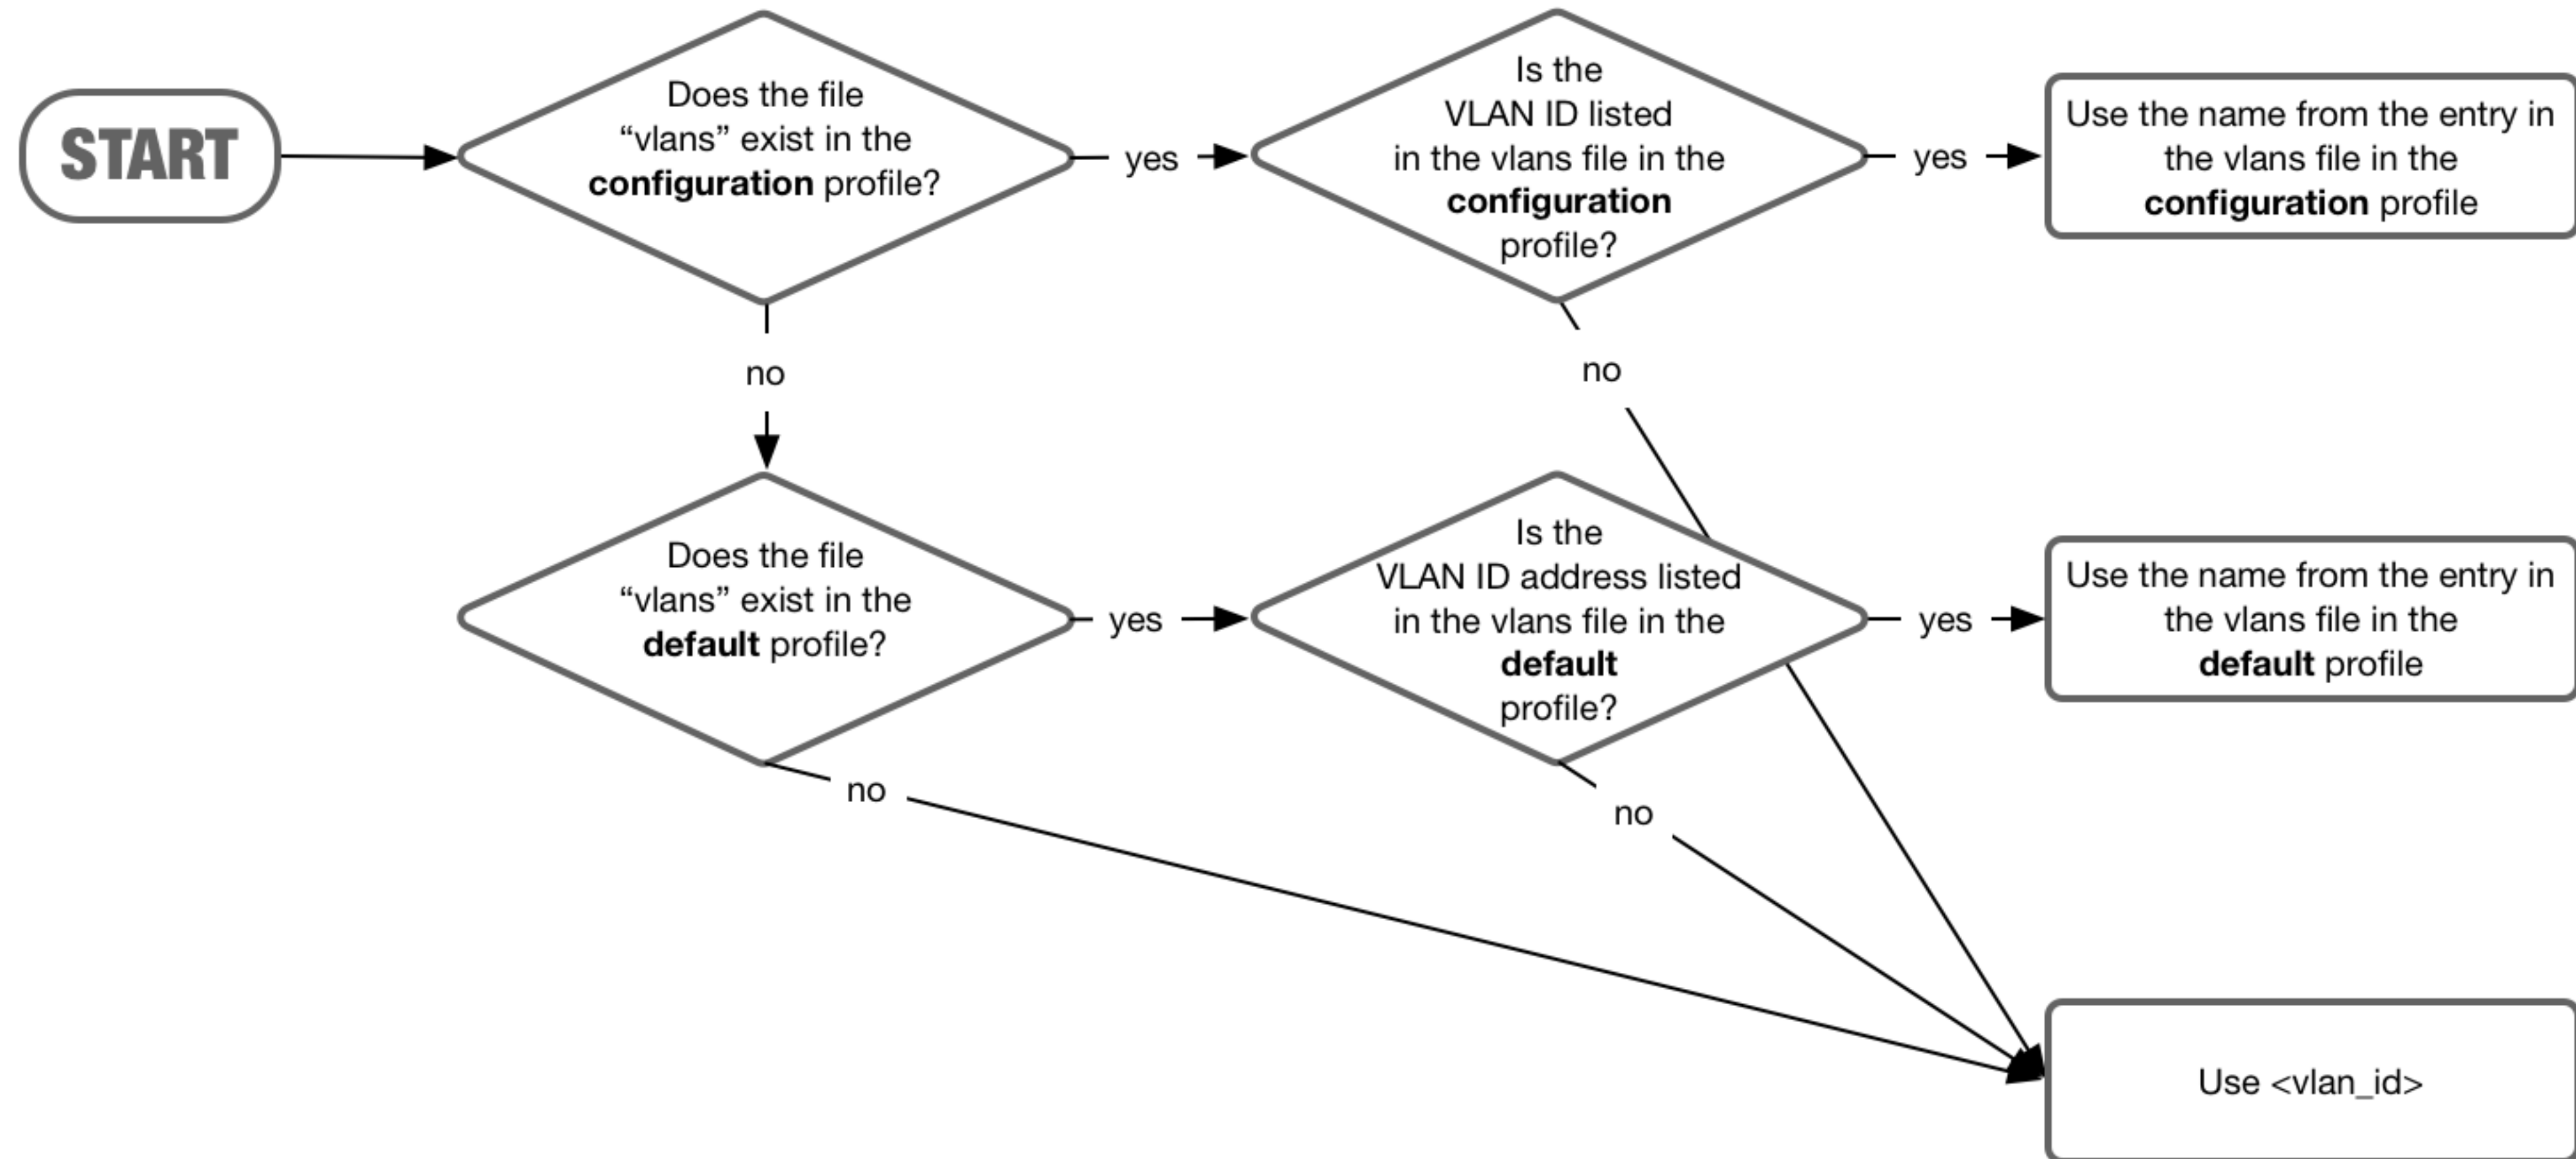 START
Does the file
“vlans” exist in the
configuration profile?
yes
Is the
VLAN ID listed
in the vlans file in the
configuration
profile?
yes
Use the name from the entry in
the vlans file in the
configuration profile
no
no
Does the file
“vlans” exist in the
default profile?
yes
Is the
VLAN ID address listed
in the vlans file in the
default
profile?
yes
Use the name from the entry in
the vlans file in the
default profile
no
no
Use <vlan_id>